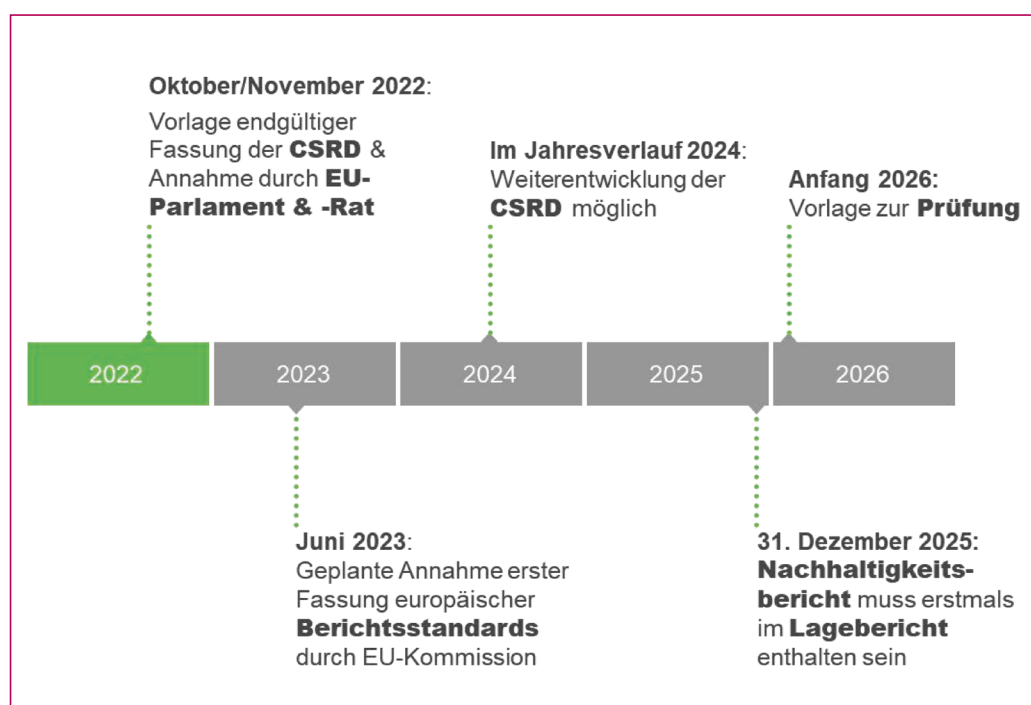 Oktober/November 2022:
Vorlage endgültiger
Fassung der CSRD &
Annahme durch EU-
Parlament & -Rat
Im Jahresverlauf 2024:
Weiterentwicklung der
CSRD möglich
Anfang 2026:
Vorlage zur Prüfung
2022
2023
2024
2025
2026
Juni 2023:
Geplante Annahme erster
Fassung europäischer
Berichtsstandards
durch EU-Kommission
31. Dezember 2025:
Nachhaltigkeits-
bericht muss erstmals
im Lagebericht
enthalten sein